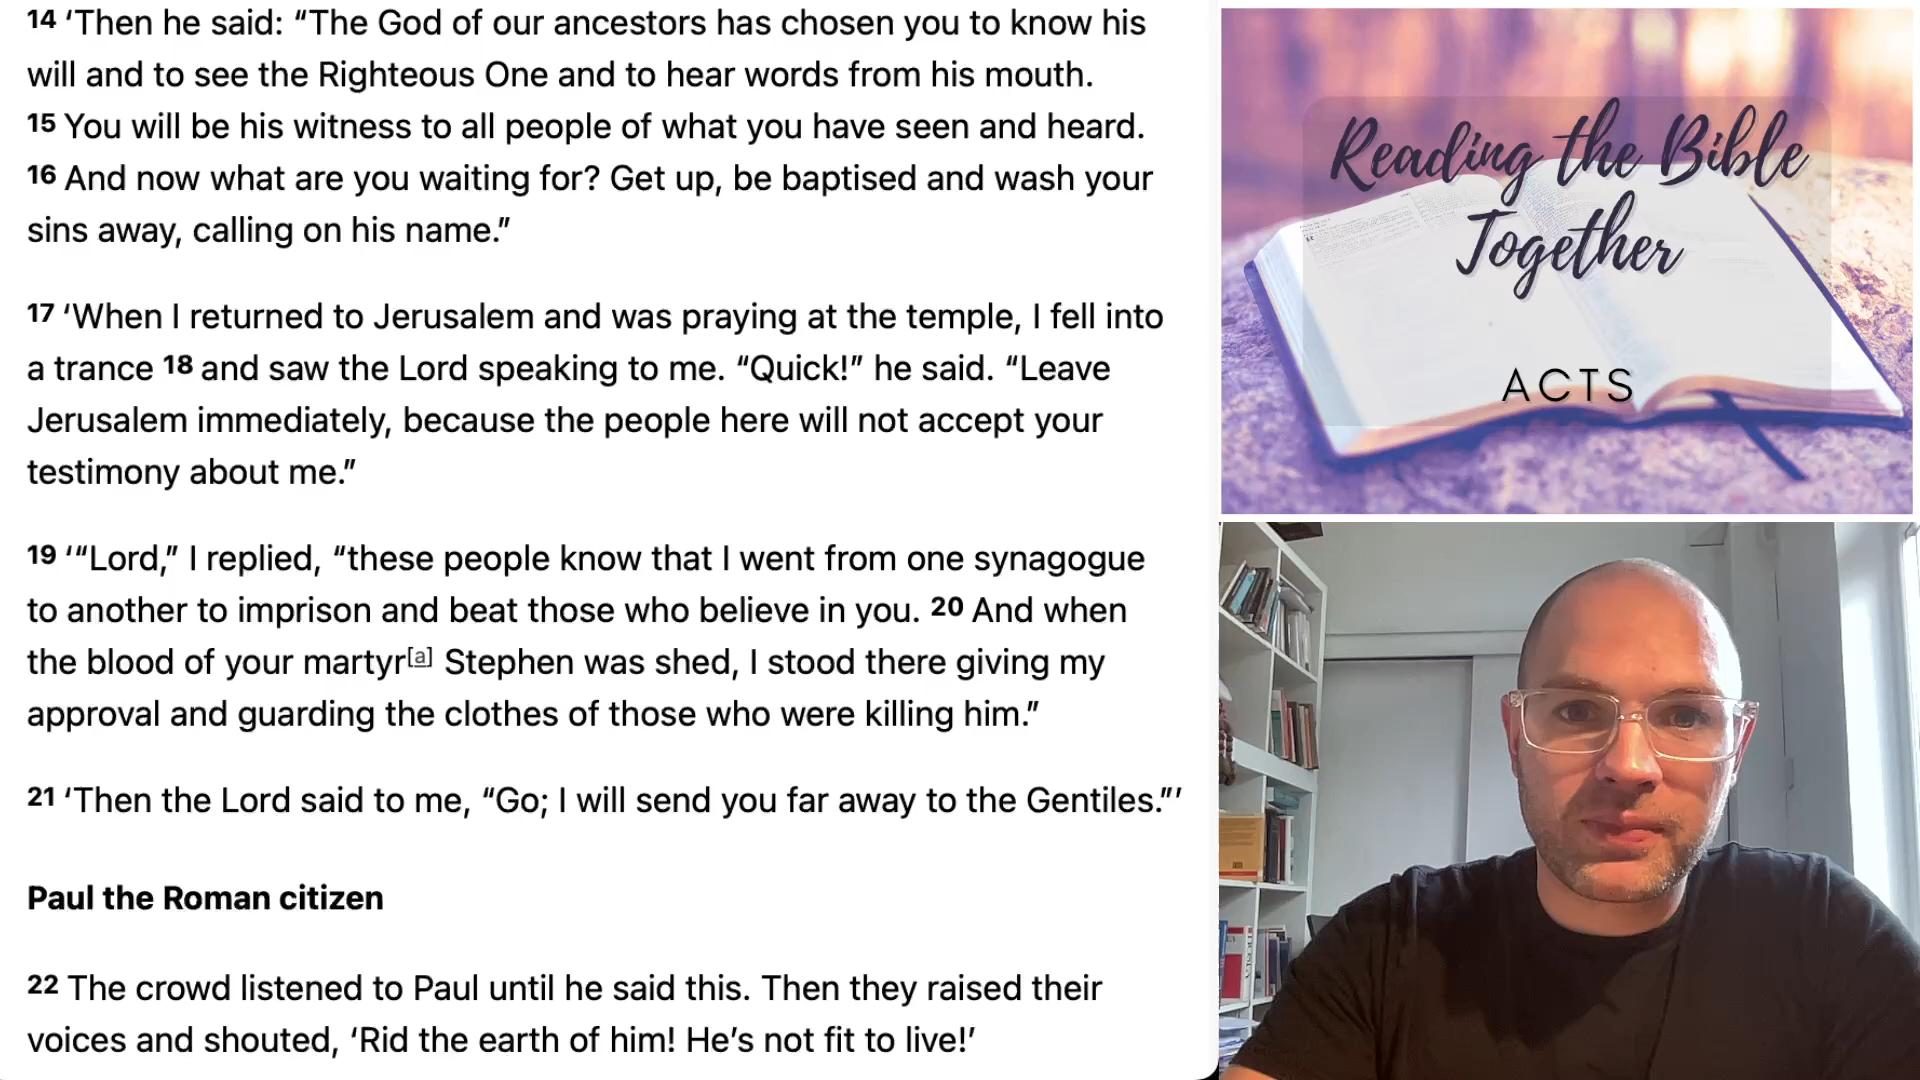 14 ‘Then he said: “The God of our ancestors has chosen you to know his
will and to see the Righteous One and to hear words from his mouth.
15 You will be his witness to all people of what you have seen and heard.
16 And now what are you waiting for? Get up, be baptised and wash your
sins away, calling on his name.”
17 ‘When I returned to Jerusalem and was praying at the temple, I fell into
a trance 18 and saw the Lord speaking to me. “Quick!” he said. “Leave
Jerusalem immediately, because the people here will not accept your
testimony about me.”
19 ‘“Lord,” I replied, “these people know that I went from one synagogue
to another to imprison and beat those who believe in you. 20 And when
the blood of your martyr[a] Stephen was shed, I stood there giving my
approval and guarding the clothes of those who were killing him.”
21 ‘Then the Lord said to me, “Go; I will send you far away to the Gentiles.”’
Paul the Roman citizen
22 The crowd listened to Paul until he said this. Then they raised their
voices and shouted, ‘Rid the earth of him! He’s not fit to live!’
Reading the Bible
Together
ACTS